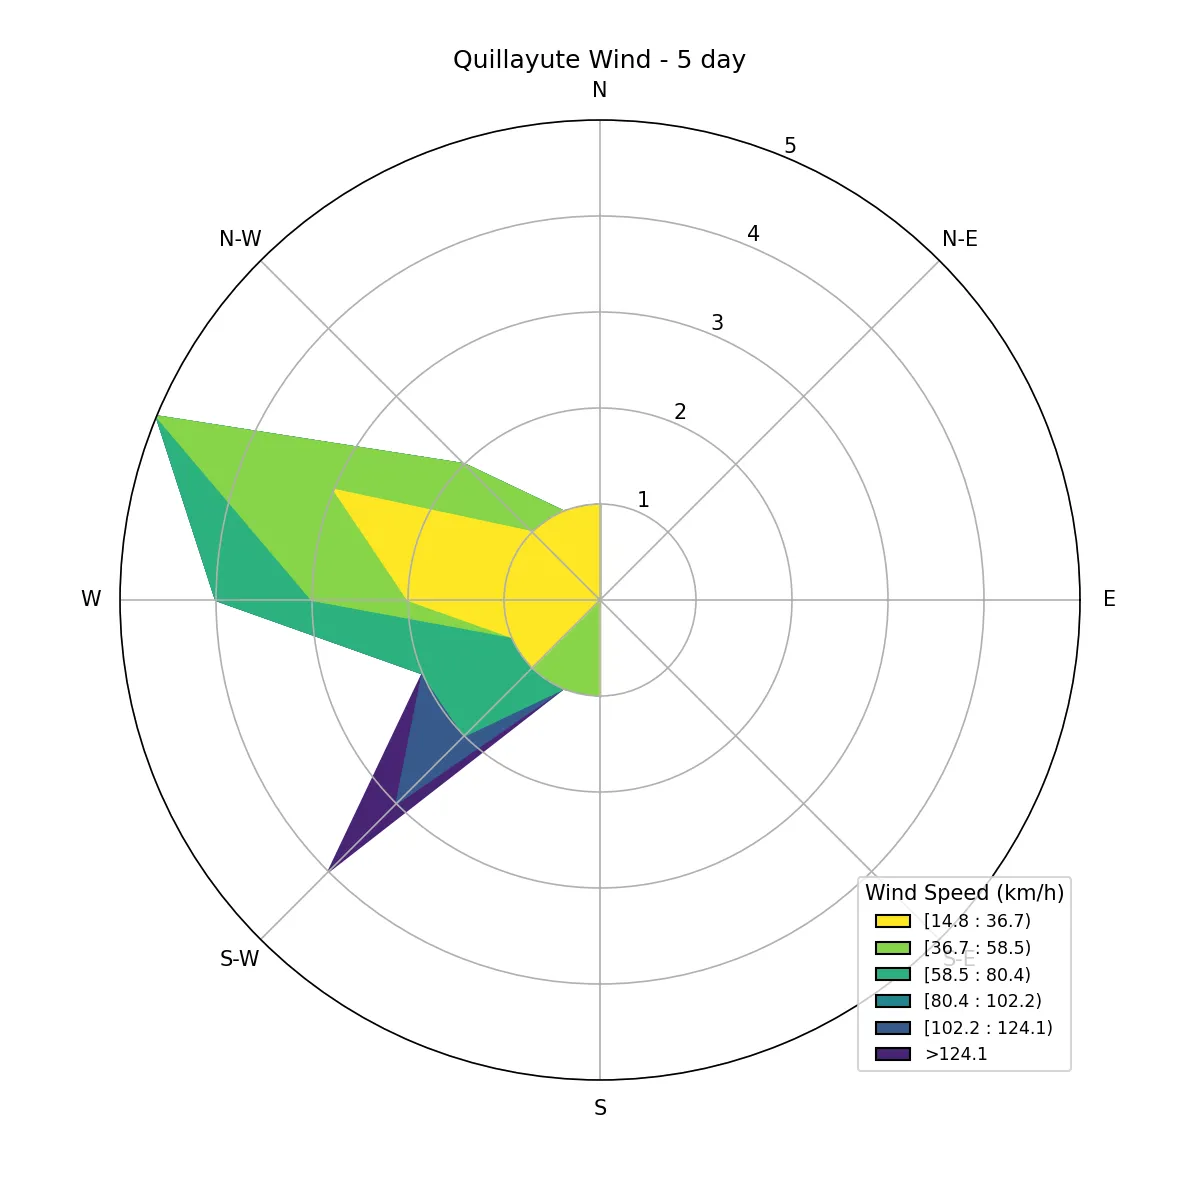 Quillayute Wind - 5 day
N
5
N-W
4
N-E
3
2
1
W
E
S-W
S-E
S
Wind Speed (km/h)
[14.8 : 36.7)
[36.7 : 58.5)
[58.5 : 80.4)
[80.4 : 102.2)
[102.2 : 124.1)
>124.1